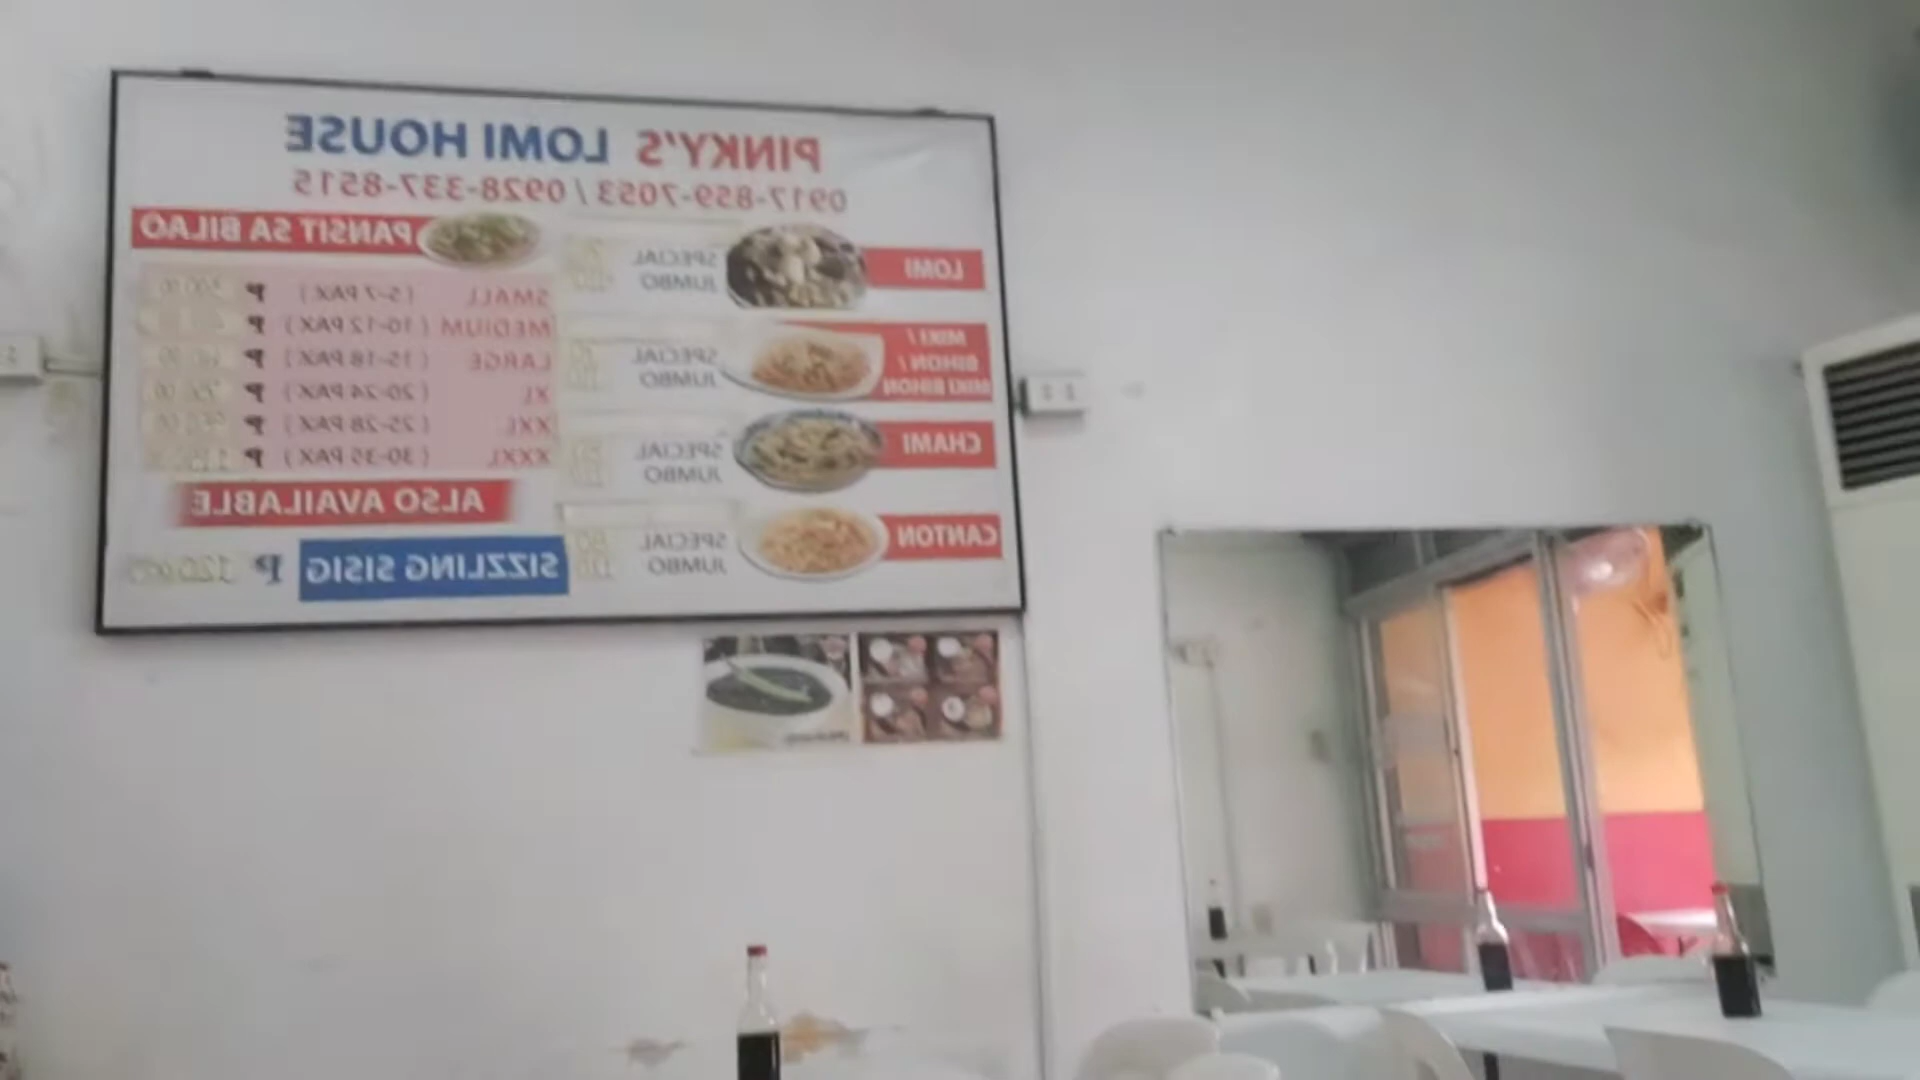 PINKY'S LOMI HOUSE
0917-859-7053 / 0928-337-8515
LOMI
SPECIAL
JUMBO
MIKI /
BIHON /
MIKI BIHON
SPECIAL
JUMBO
CHAMI
SPECIAL
JUMBO
CANTON
SPECIAL
JUMBO
PANSIT SA BILAO
SMALL (5-7 PAX) ₱
MEDIUM (10-12 PAX) ₱
LARGE (15-18 PAX) ₱
XL (20-24 PAX) ₱
XXL (25-28 PAX) ₱
XXXL (30-35 PAX) ₱
ALSO AVAILABLE
SIZZLING SISIG ₱ 120